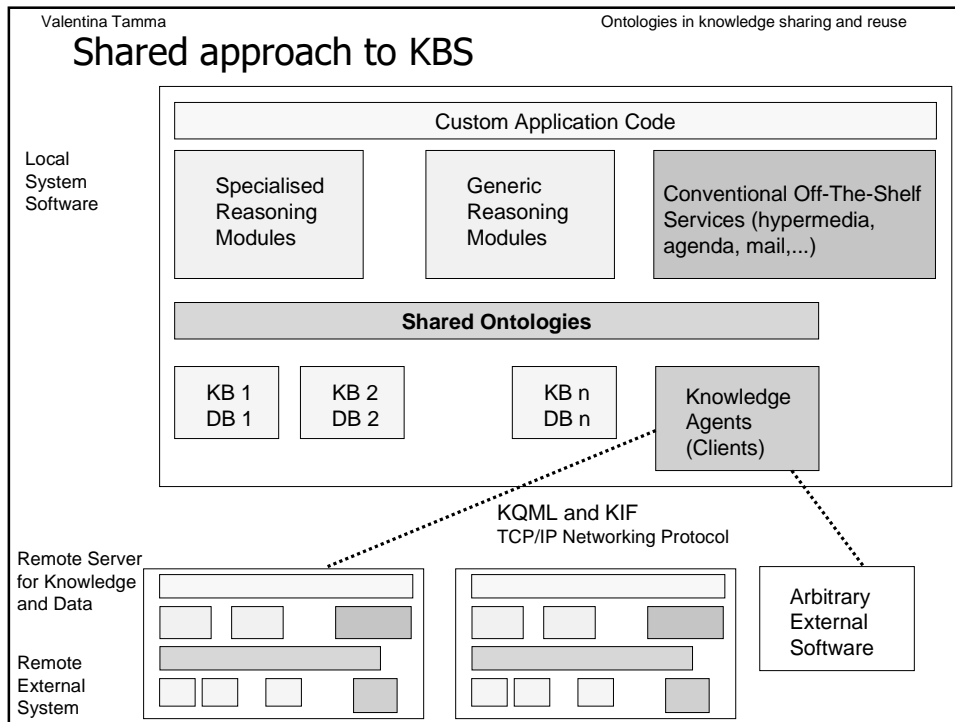 Valentina Tamma
Ontologies in knowledge sharing and reuse
Shared approach to KBS
Custom Application Code
Local
System
Software
Specialised
Reasoning
Modules
Generic
Reasoning
Modules
Conventional Off-The-Shelf
Services (hypermedia,
agenda, mail,...)
Shared Ontologies
KB 1
DB 1
KB 2
DB 2
KB n
DB n
Knowledge
Agents
(Clients)
KQML and KIF
TCP/IP Networking Protocol
Remote Server
for Knowledge
and Data
Arbitrary
External
Software
Remote
External
System